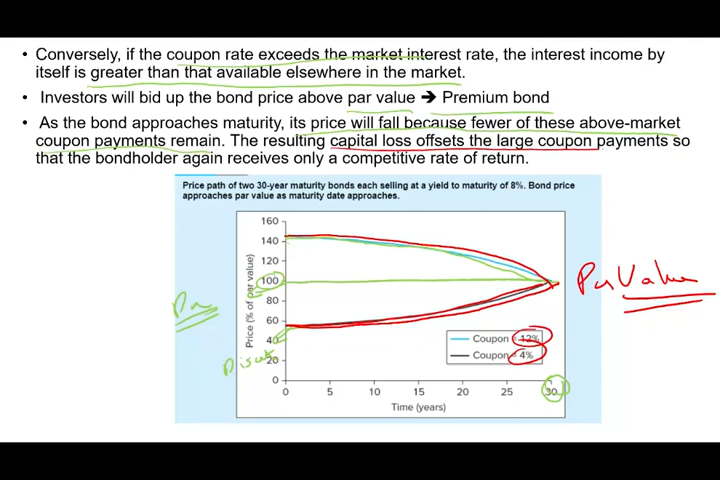 • Conversely, if the coupon rate exceeds the market interest rate, the interest income by
itself is greater than that available elsewhere in the market.
• Investors will bid up the bond price above par value ➔ Premium bond
• As the bond approaches maturity, its price will fall because fewer of these above-market
coupon payments remain. The resulting capital loss offsets the large coupon payments so
that the bondholder again receives only a competitive rate of return.
Price path of two 30-year maturity bonds each selling at a yield to maturity of 8%. Bond price
approaches par value as maturity date approaches.
160
140
120
100
80
60
40
20
0
Price (% of par value)
Par Value
Coupon = 12%
Coupon = 4%
0 5 10 15 20 25 30
Time (years)